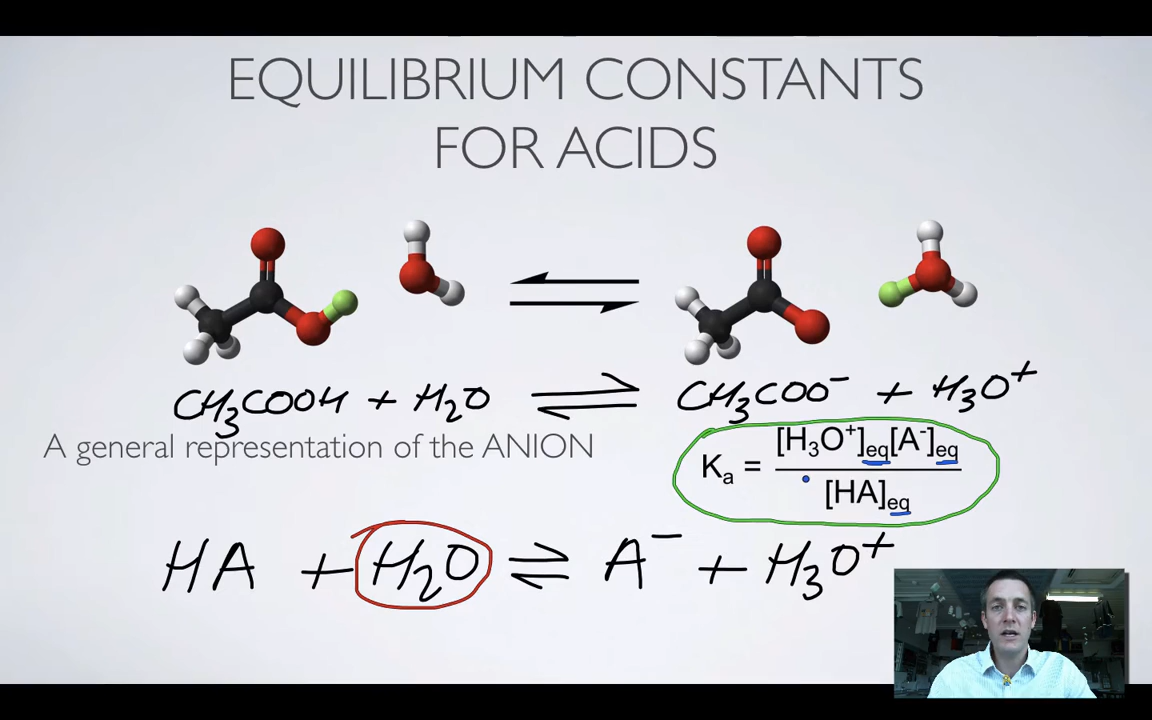 EQUILIBRIUM CONSTANTS
FOR ACIDS
CH₃COOH + H₂O ⇌ CH₃COO⁻ + H₃O⁺
A general representation of the ANION
Kₐ = [H₃O⁺]eq[A⁻]eq
[HA]eq
HA + H₂O ⇌ A⁻ + H₃O⁺